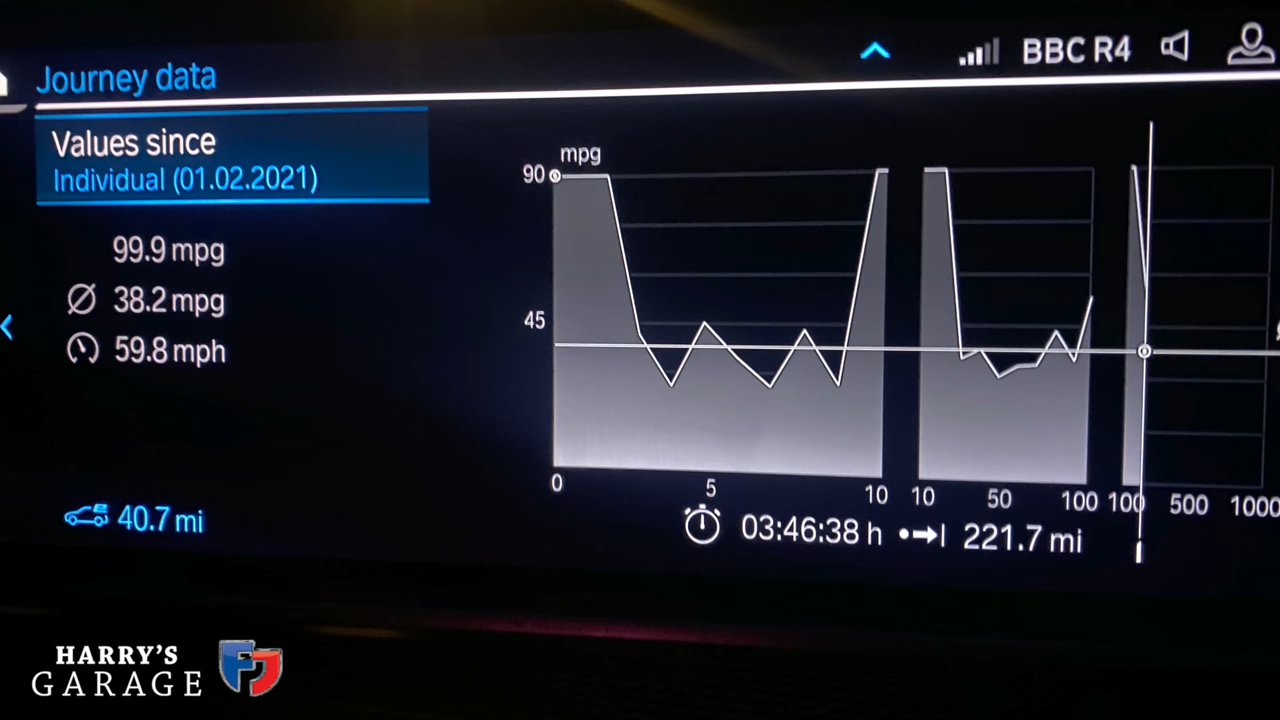 BBC R4
Journey data
Values since
Individual (01.02.2021)
99.9 mpg
38.2 mpg
59.8 mph
40.7 mi
mpg
90
45
0 5 10 10 50 100 100 500 1000
03:46:38 h 221.7 mi
HARRY'S
GARAGE